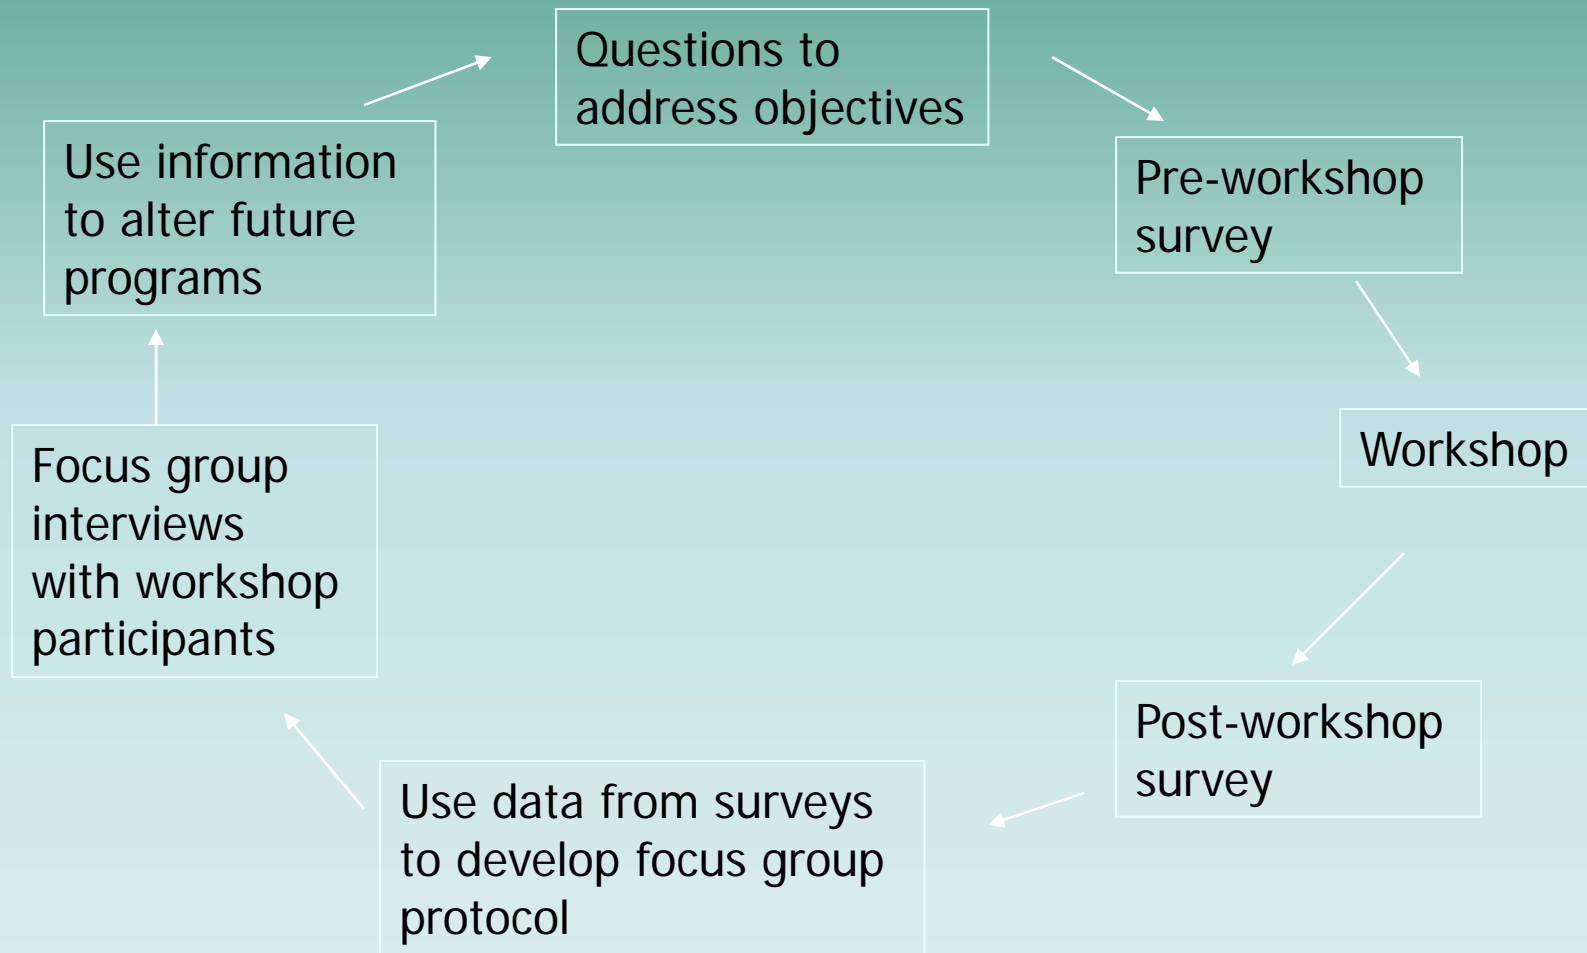 Questions to
address objectives
Pre-workshop
survey
Workshop
Post-workshop
survey
Use data from surveys
to develop focus group
protocol
Focus group
interviews
with workshop
participants
Use information
to alter future
programs